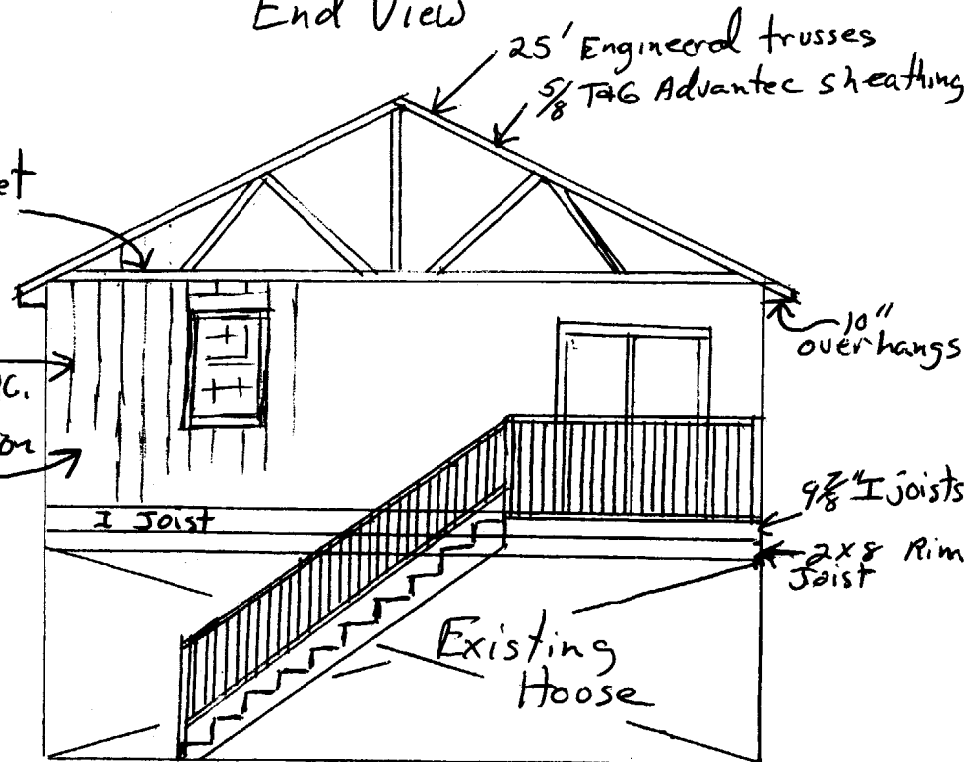 End View
25' Engineered trusses
5/8 T&G Advantec sheathing
10"
overhangs
9 7/8" I joists
2x8 Rim
Joist
I Joist
Existing
Hoose